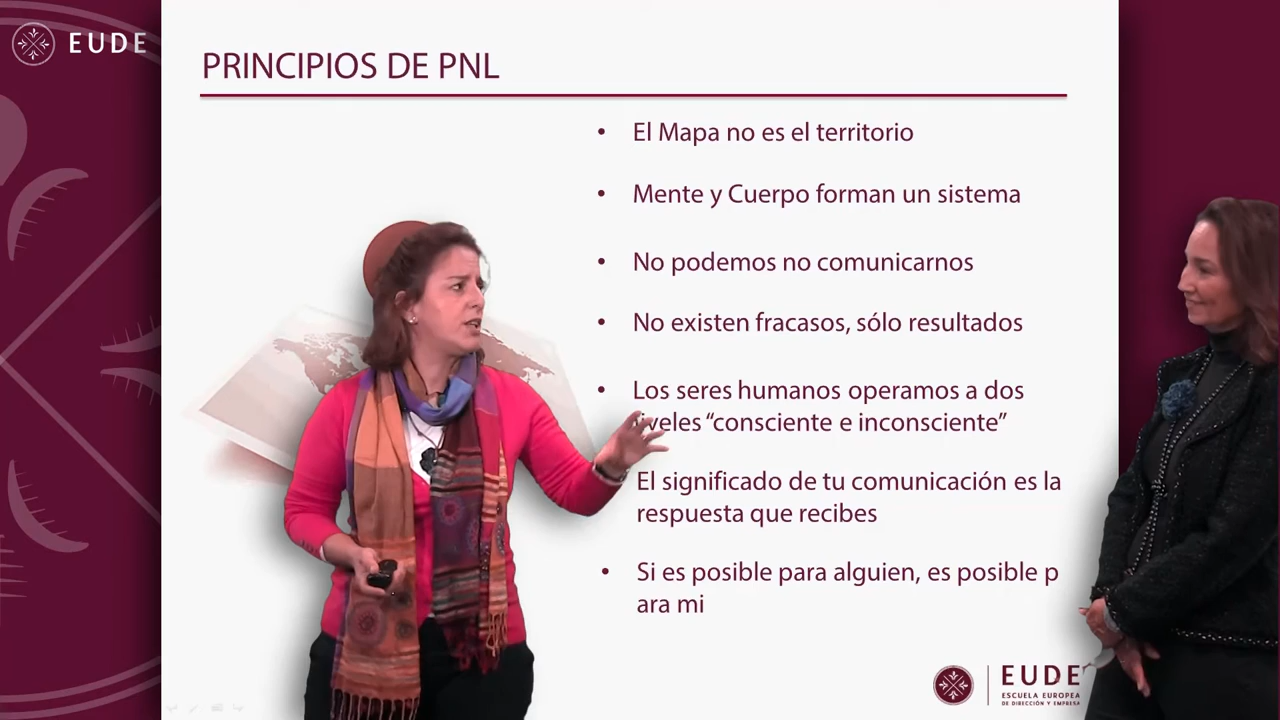 EUDE
PRINCIPIOS DE PNL
• El Mapa no es el territorio
• Mente y Cuerpo forman un sistema
• No podemos no comunicarnos
• No existen fracasos, sólo resultados
• Los seres humanos operamos a dos
niveles “consciente e inconsciente”
El significado de tu comunicación es la
respuesta que recibes
• Si es posible para alguien, es posible p
ara mi
EUDE
ESCUELA EUROPEA
DE DIRECCIÓN Y EMPRESA